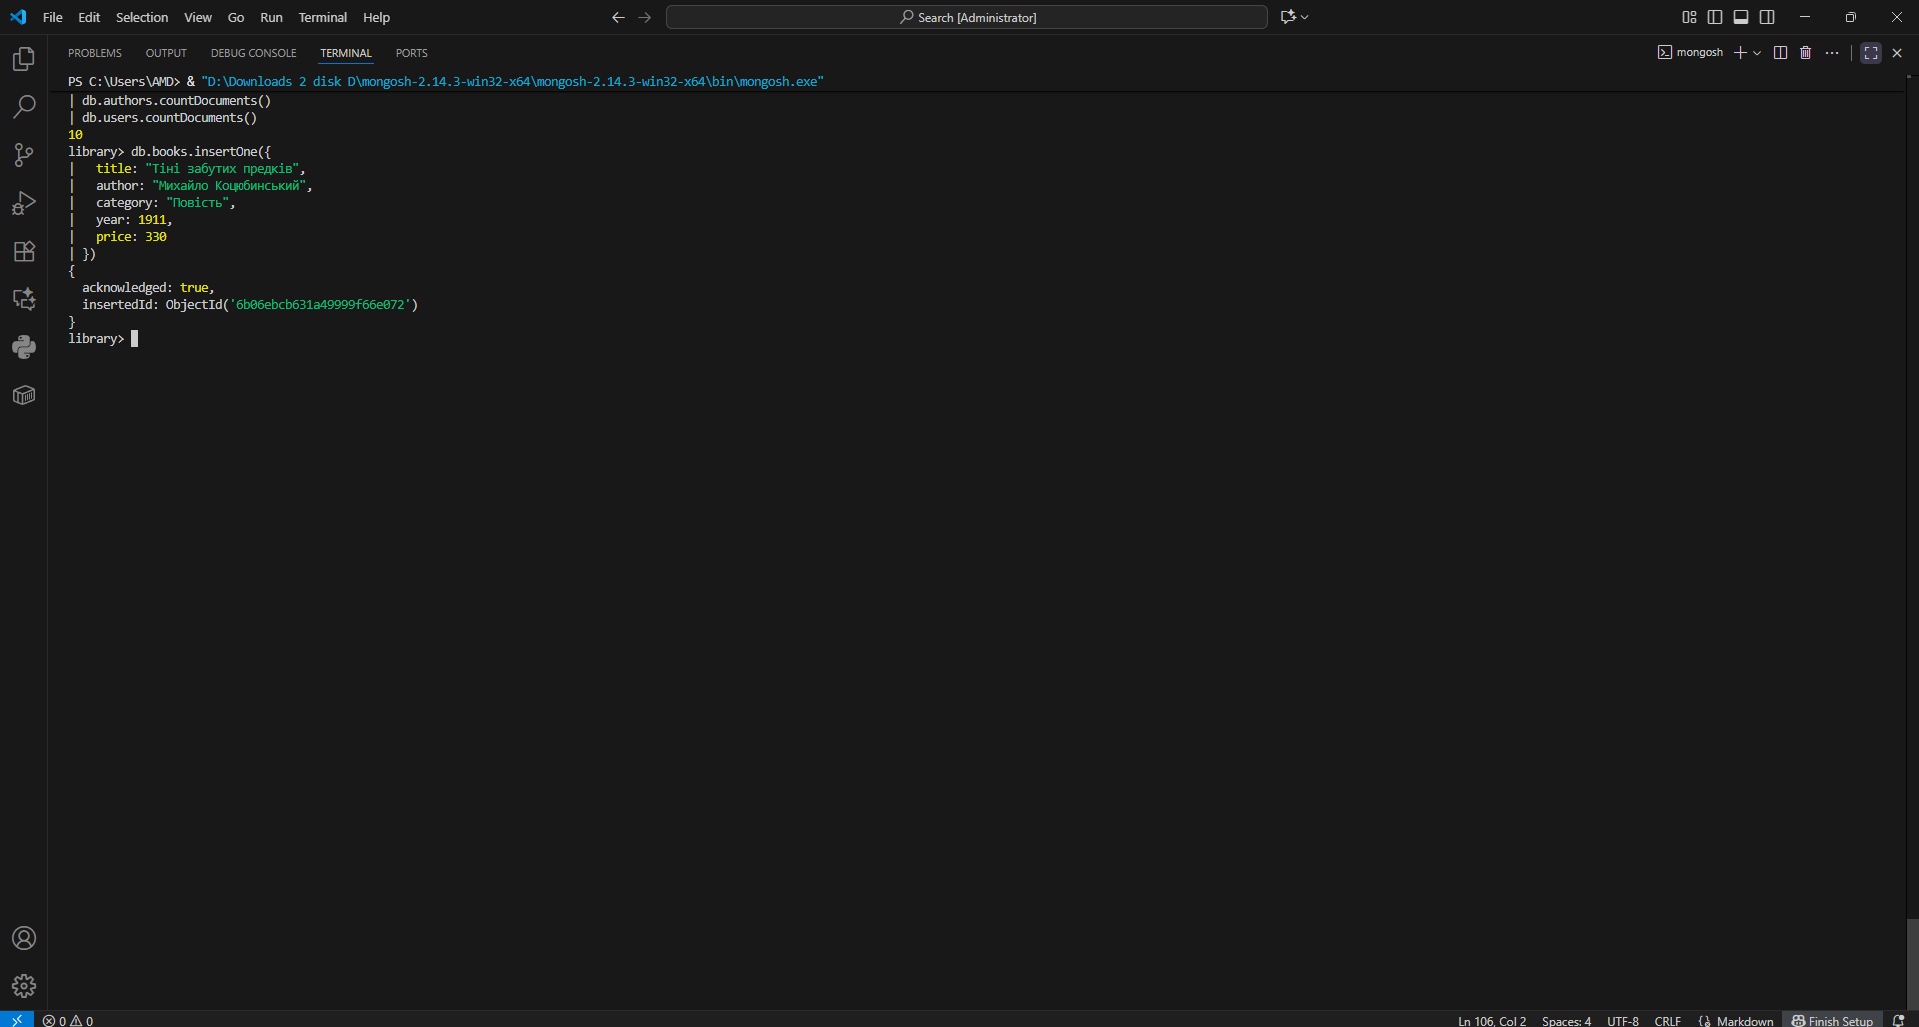 File Edit Selection View Go Run Terminal Help
Search [Administrator]
PROBLEMS OUTPUT DEBUG CONSOLE TERMINAL PORTS
mongosh
PS C:\Users\AMD> & "D:\Downloads 2 disk D\mongosh-2.14.3-win32-x64\mongosh-2.14.3-win32-x64\bin\mongosh.exe"
| db.authors.countDocuments()
| db.users.countDocuments()
10
library> db.books.insertOne({
|   title: "Тіні забутих предків",
|   author: "Михайло Коцюбинський",
|   category: "Повість",
|   year: 1911,
|   price: 330
| })
{
  acknowledged: true,
  insertedId: ObjectId('6b06ebcb631a49999f66e072')
}
library>
0 0
Ln 106, Col 2 Spaces: 4 UTF-8 CRLF {} Markdown Finish Setup